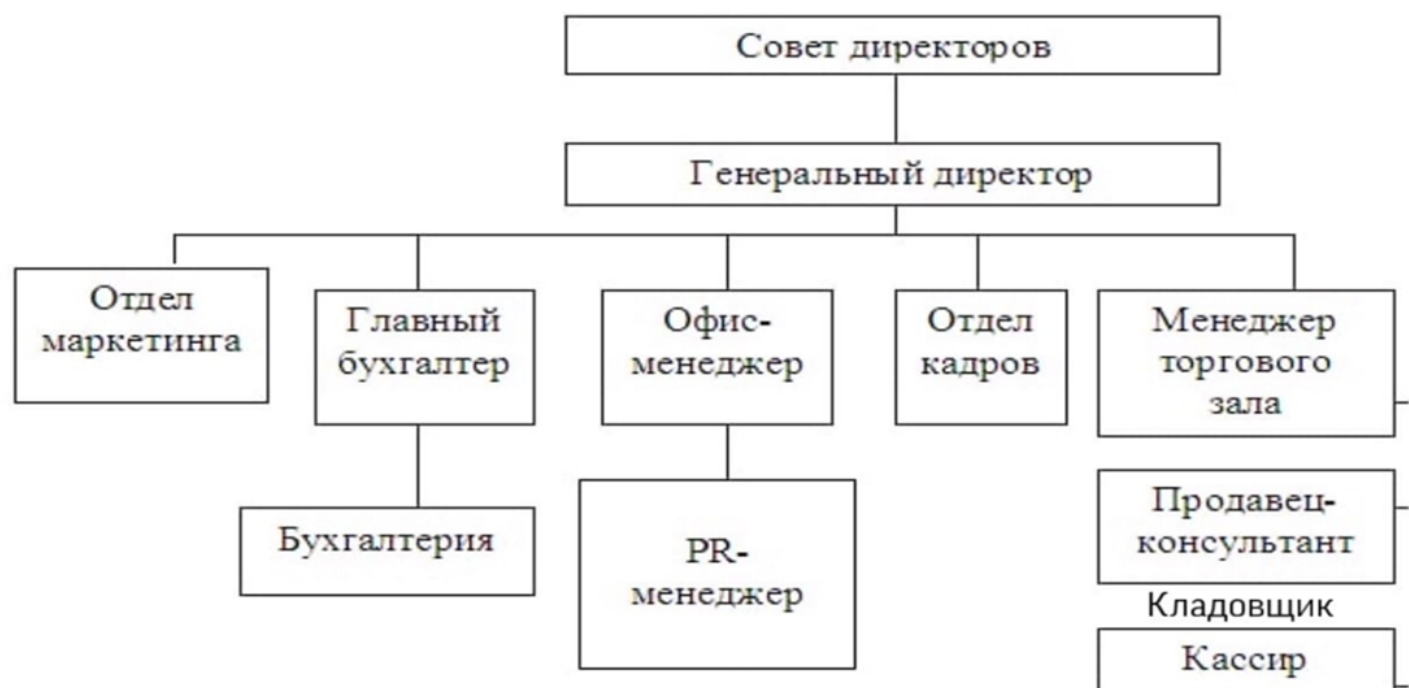 Совет директоров
Генеральный директор
Отдел
маркетинга
Главный
бухгалтер
Офис-
менеджер
Отдел
кадров
Менеджер
торгового
зала
Бухгалтерия
PR-
менеджер
Продавец-
консультант
Кладовщик
Кассир